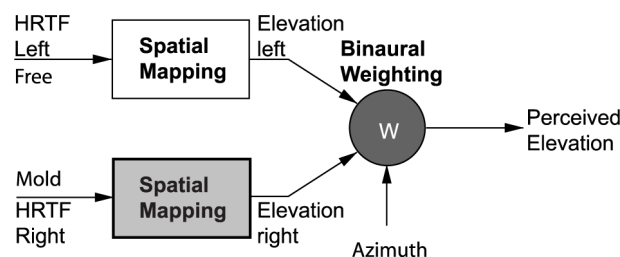 HRTF
Left
Free
Spatial
Mapping
Elevation
left
Binaural
Weighting
W
Perceived
Elevation
Mold
HRTF
Right
Spatial
Mapping
Elevation
right
Azimuth